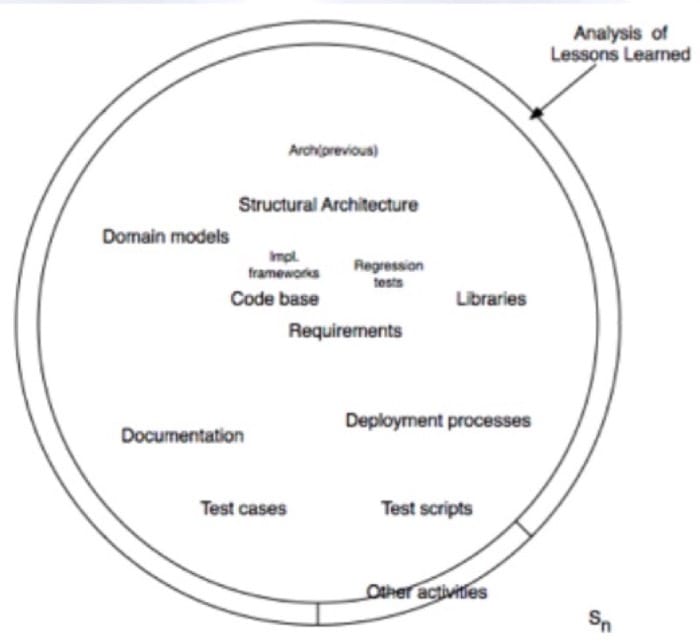 Analysis of
Lessons Learned
Arch(previous)
Structural Architecture
Domain models
Impl.
frameworks
Regression
tests
Code base
Libraries
Requirements
Deployment processes
Documentation
Test cases
Test scripts
Other activities
Sn